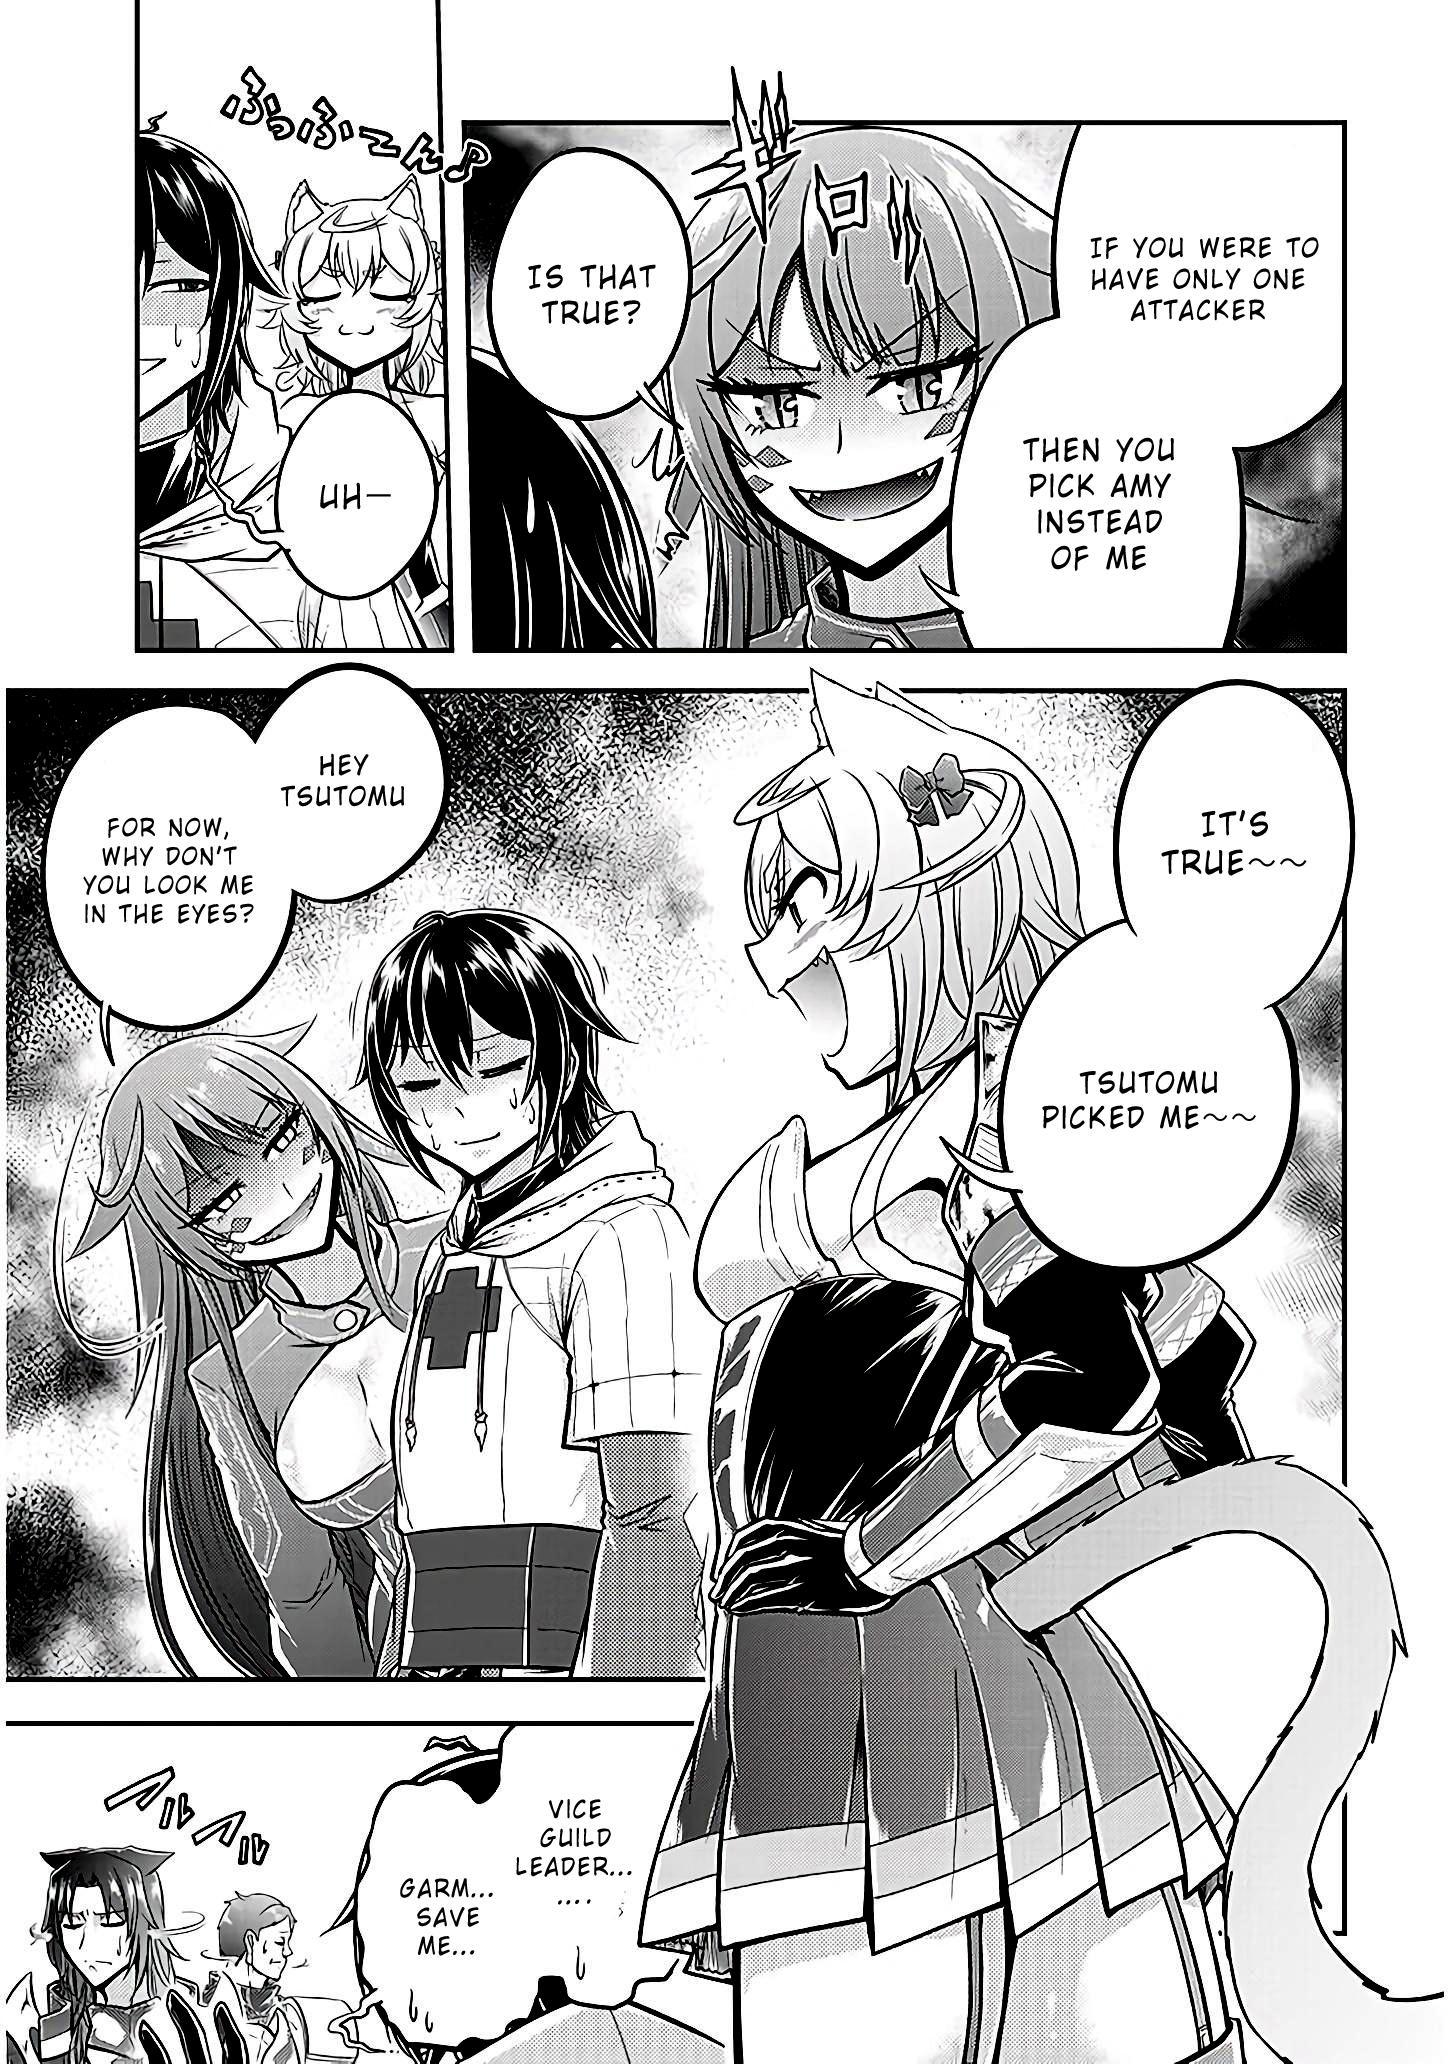 IF YOU WERE TO
HAVE ONLY ONE
ATTACKER
THEN YOU
PICK AMY
INSTEAD
OF ME
ギロッ
IS THAT
TRUE?
ふっふーん♪
UH—
IT'S
TRUE~~
TSUTOMU
PICKED ME~~
HEY
TSUTOMU
FOR NOW,
WHY DON'T
YOU LOOK ME
IN THE EYES?
VICE
GUILD
LEADER...
....
GARM...
SAVE
ME...
フルフル